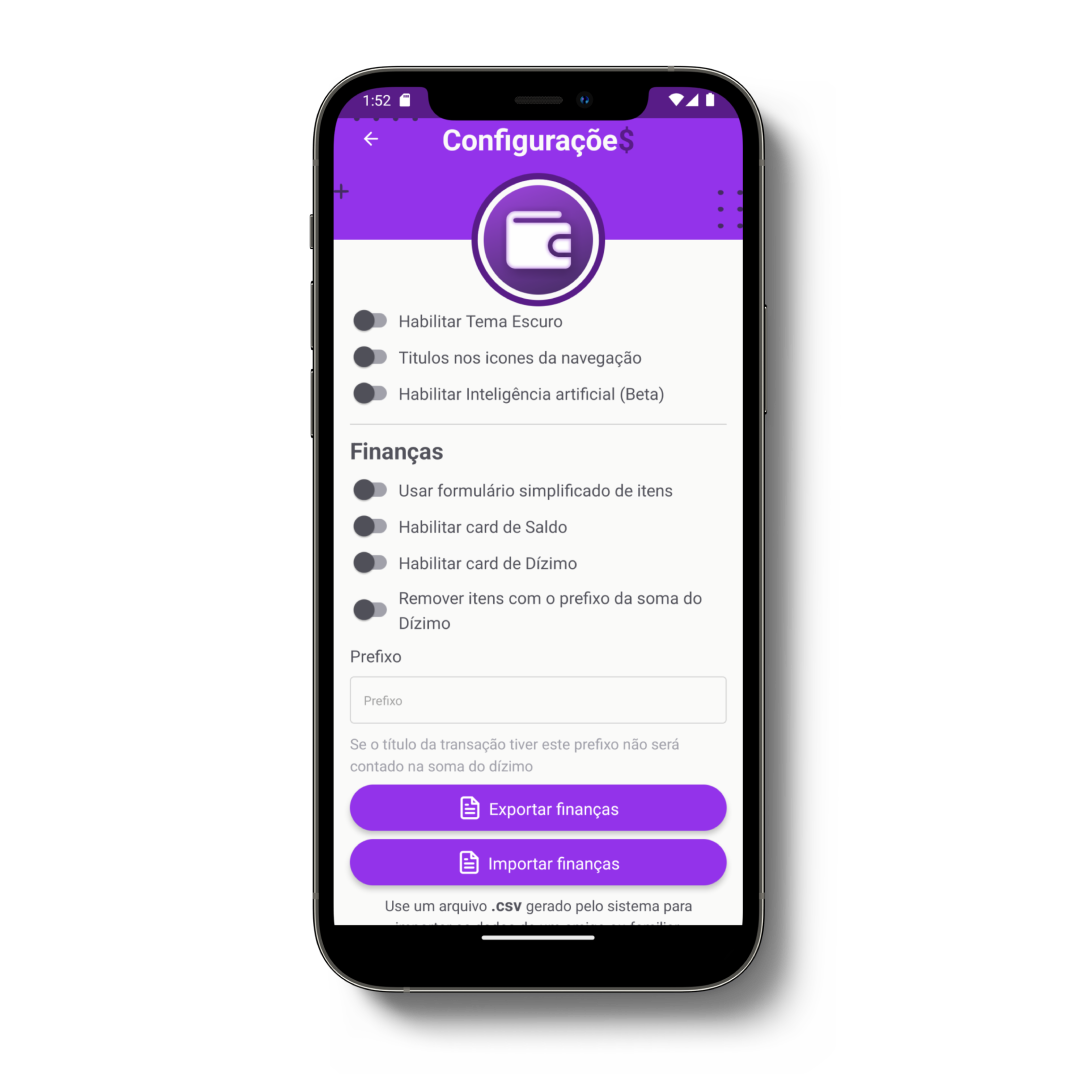 1:52
Configuraçõe$
Habilitar Tema Escuro
Titulos nos icones da navegação
Habilitar Inteligência artificial (Beta)
Finanças
Usar formulário simplificado de itens
Habilitar card de Saldo
Habilitar card de Dízimo
Remover itens com o prefixo da soma do
Dízimo
Prefixo
Prefixo
Se o título da transação tiver este prefixo não será
contado na soma do dízimo
Exportar finanças
Importar finanças
Use um arquivo .csv gerado pelo sistema para